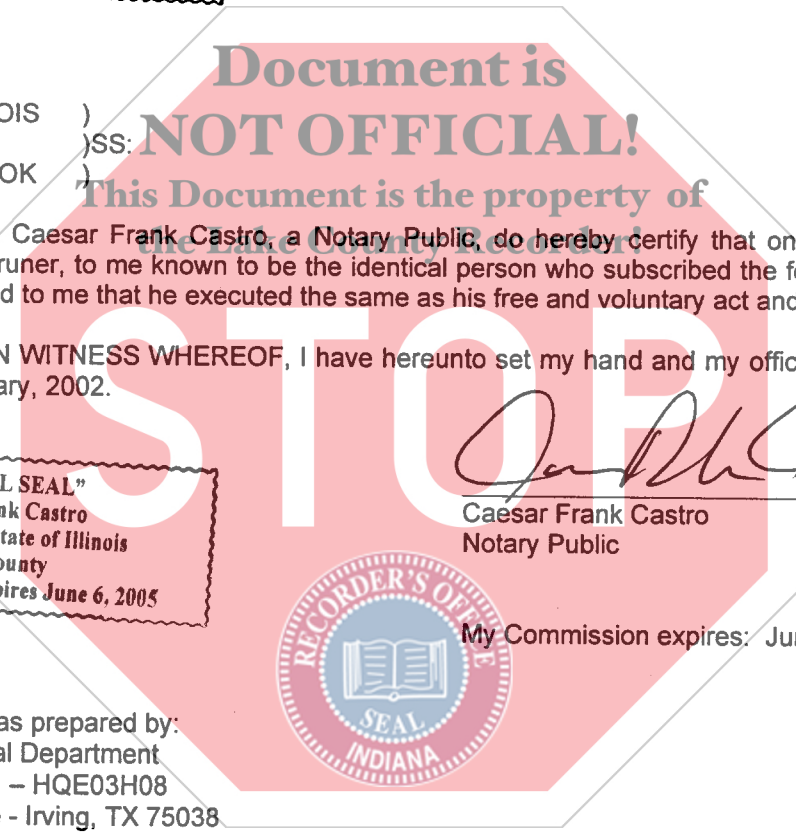 Document is
NOT OFFICIAL!
This Document is the property of
the Lake County Recorder!
OIS )
)SS:
OK )
Caesar Frank Castro, a Notary Public, do hereby certify that on
runer, to me known to be the identical person who subscribed the f
d to me that he executed the same as his free and voluntary act and
N WITNESS WHEREOF, I have hereunto set my hand and my offic
ary, 2002.
STOP
L SEAL"
nk Castro
tate of Illinois
ounty
ires June 6, 2005
Caesar Frank Castro
Notary Public
My Commission expires: Ju
RECORDER'S OFFICE
SEAL
INDIANA
as prepared by:
al Department
– HQE03H08
- Irving, TX 75038